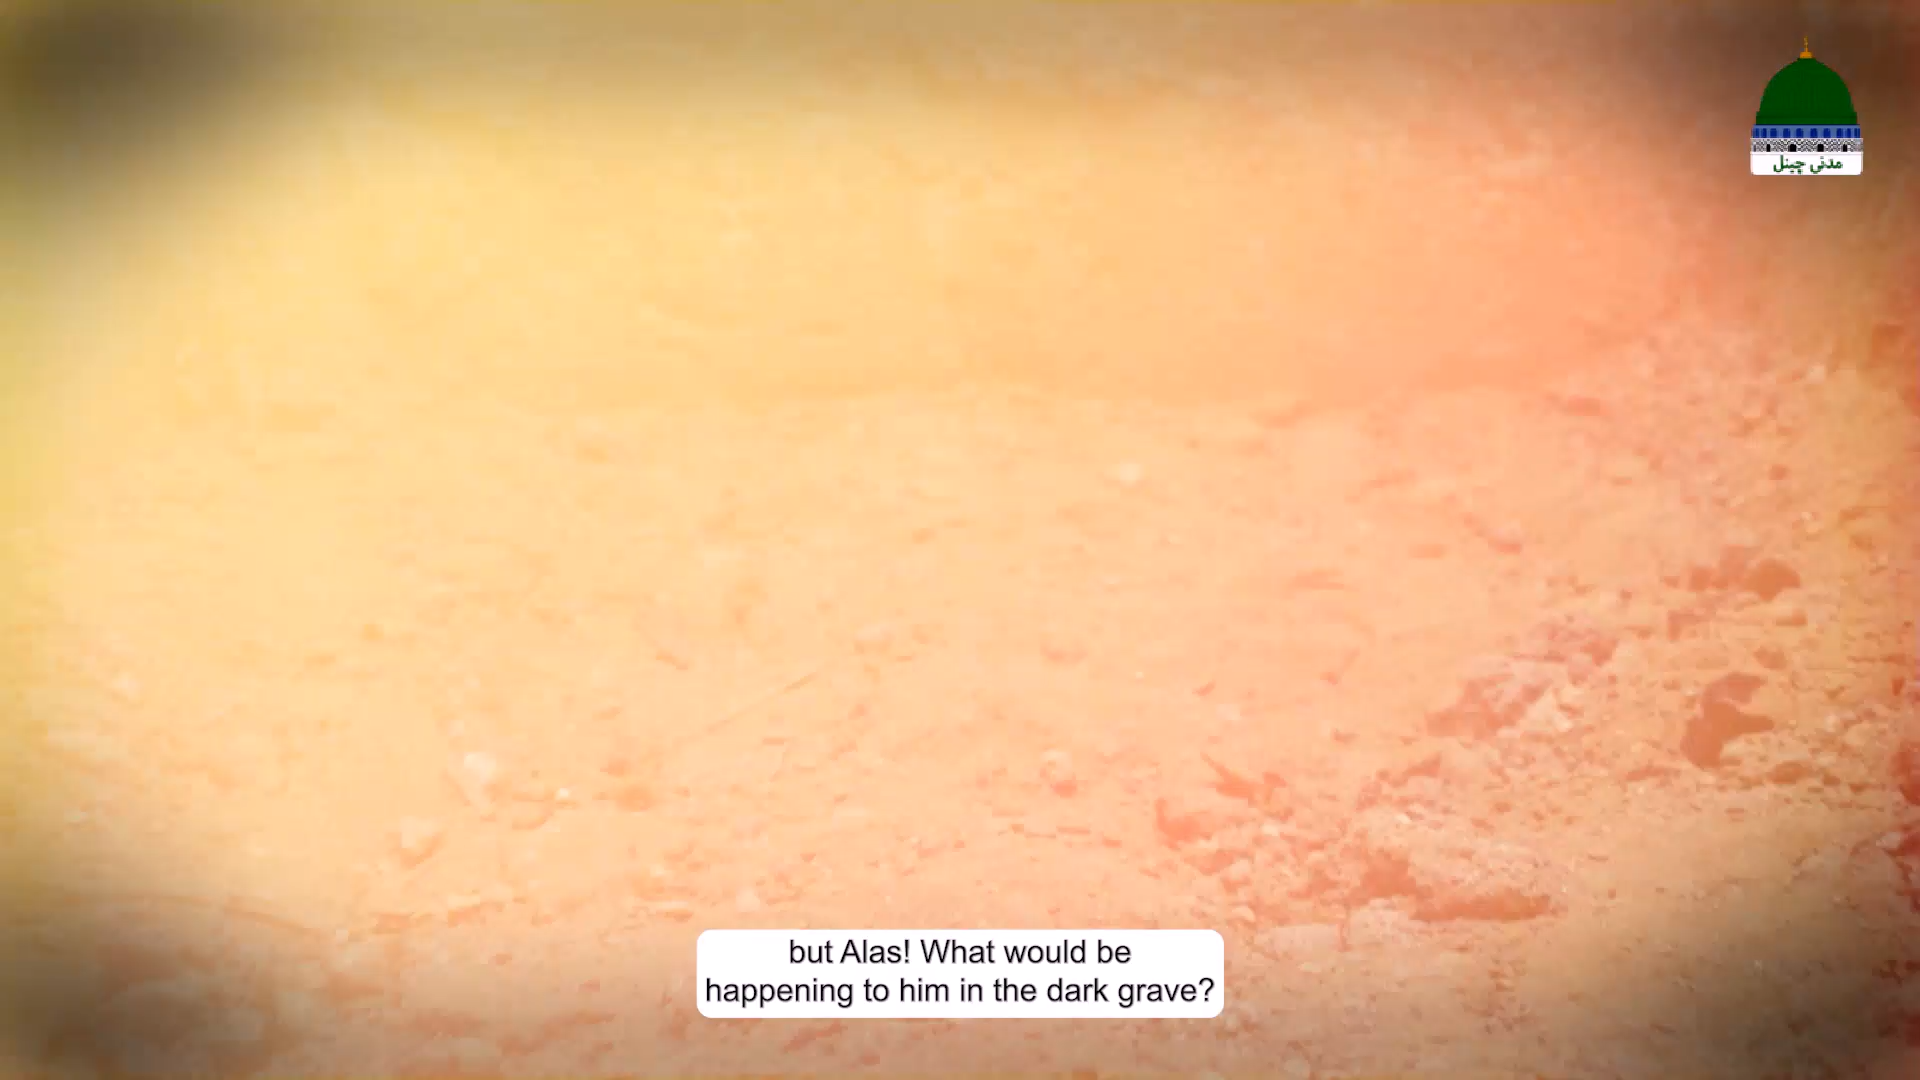 مدنی چینل
but Alas! What would be
happening to him in the dark grave?